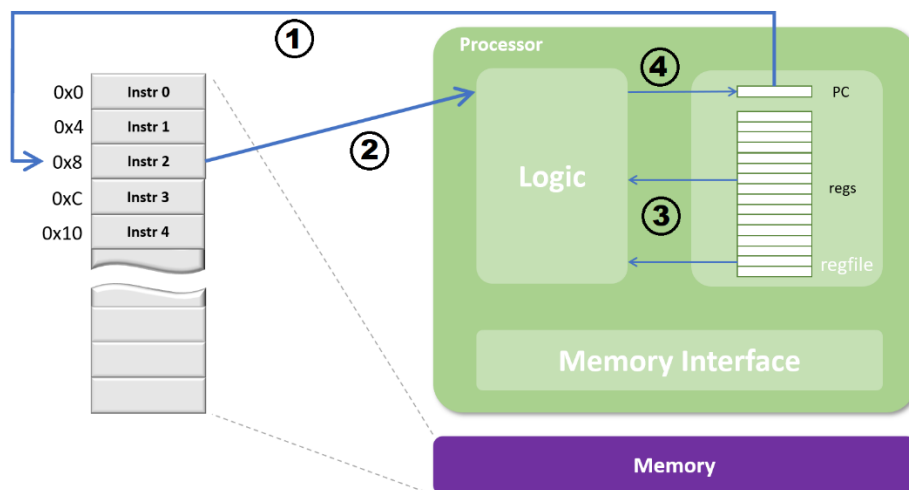 1
Processor
4
0x0 Instr 0
PC
0x4 Instr 1
2
0x8 Instr 2
Logic
regs
0xC Instr 3
3
0x10 Instr 4
regfile
Memory Interface
Memory